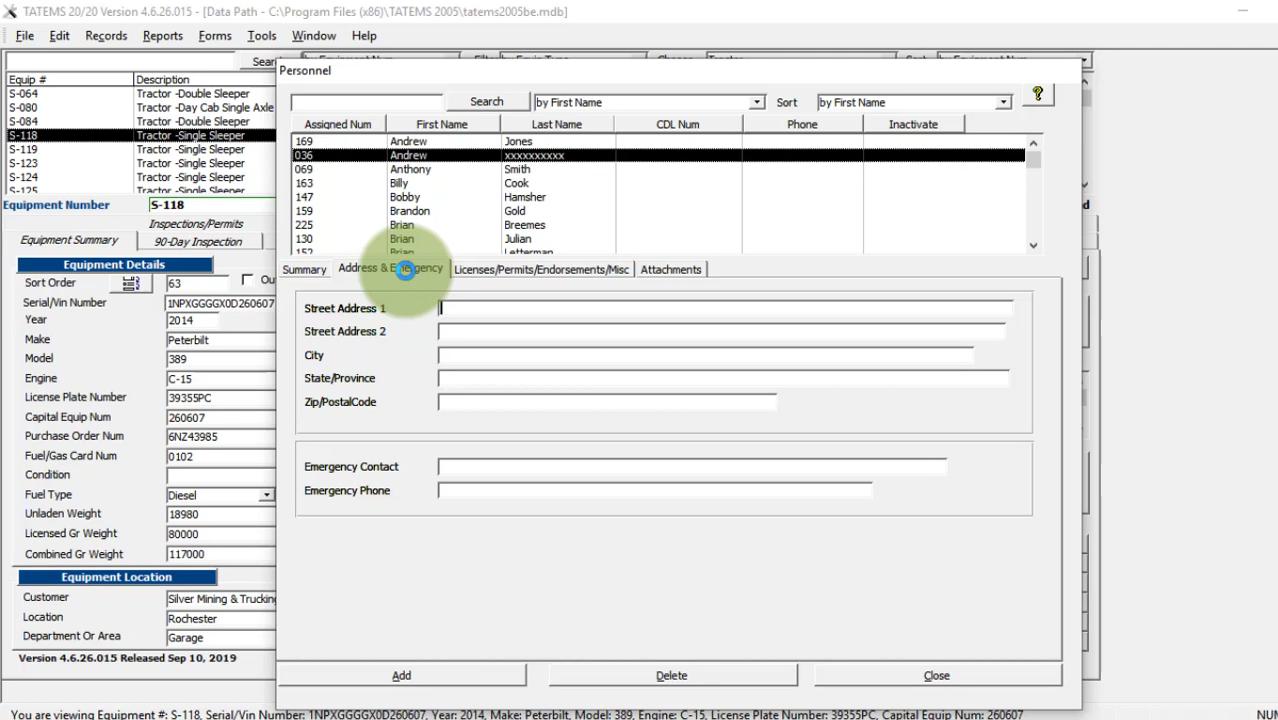 TATEMS 20/20 Version 4.6.26.015 - [Data Path - C:\Program Files (x86)\TATEMS 2005\tatems2005be.mdb]
File Edit Records Reports Forms Tools Window Help
Sear
Equip # Description
S-064 Tractor -Double Sleeper
S-080 Tractor -Day Cab Single Axle
S-084 Tractor -Double Sleeper
S-118 Tractor -Single Sleeper
S-119 Tractor -Single Sleeper
S-123 Tractor -Single Sleeper
S-124 Tractor -Single Sleeper
S-125 Tractor -Single Sleeper
Equipment Number S-118
Inspections/Permits
Equipment Summary 90-Day Inspection
Equipment Details
Sort Order 63 Ou
Serial/Vin Number 1NPXGGGGX0D260607
Year 2014
Make Peterbilt
Model 389
Engine C-15
License Plate Number 39355PC
Capital Equip Num 260607
Purchase Order Num 6NZ43985
Fuel/Gas Card Num 0102
Condition
Fuel Type Diesel
Unladen Weight 18980
Licensed Gr Weight 80000
Combined Gr Weight 117000
Equipment Location
Customer Silver Mining & Trucking
Location Rochester
Department Or Area Garage
Version 4.6.26.015 Released Sep 10, 2019
Personnel
Search by First Name Sort by First Name ?
Assigned Num First Name Last Name CDL Num Phone Inactivate
169 Andrew Jones
036 Andrew xxxxxxxxxx
069 Anthony Smith
163 Billy Cook
147 Bobby Hamsher
159 Brandon Gold
225 Brian Breemes
130 Brian Julian
152 Brian Letterman
Summary Address & Emergency Licenses/Permits/Endorsements/Misc Attachments
Street Address 1
Street Address 2
City
State/Province
Zip/PostalCode
Emergency Contact
Emergency Phone
Add Delete Close
You are viewing Equipment #: S-118, Serial/Vin Number: 1NPXGGGGX0D260607, Year: 2014, Make: Peterbilt, Model: 389, Engine: C-15, License Plate Number: 39355PC, Capital Equip Num: 260607 NUM